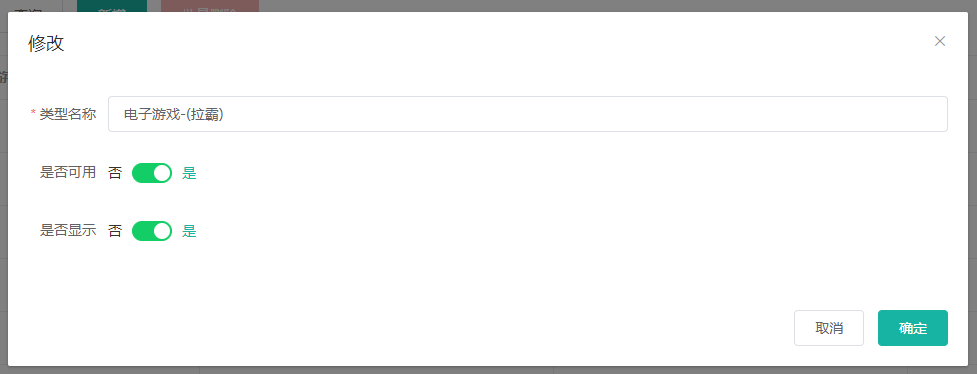 修改
* 类型名称 电子游戏-(拉霸)
是否可用 否 是
是否显示 否 是
取消 确定